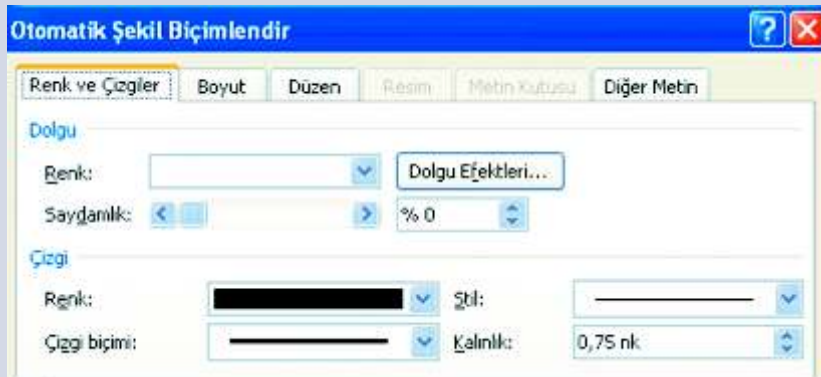 Otomatik Şekil Biçimlendir
Renk ve Çizgiler Boyut Düzen Resim Metin Kutusu Diğer Metin
Dolgu
Renk: Dolgu Efektleri...
Saydamlık: % 0
Çizgi
Renk: Stil:
Çizgi biçimi: Kalınlık: 0,75 nk